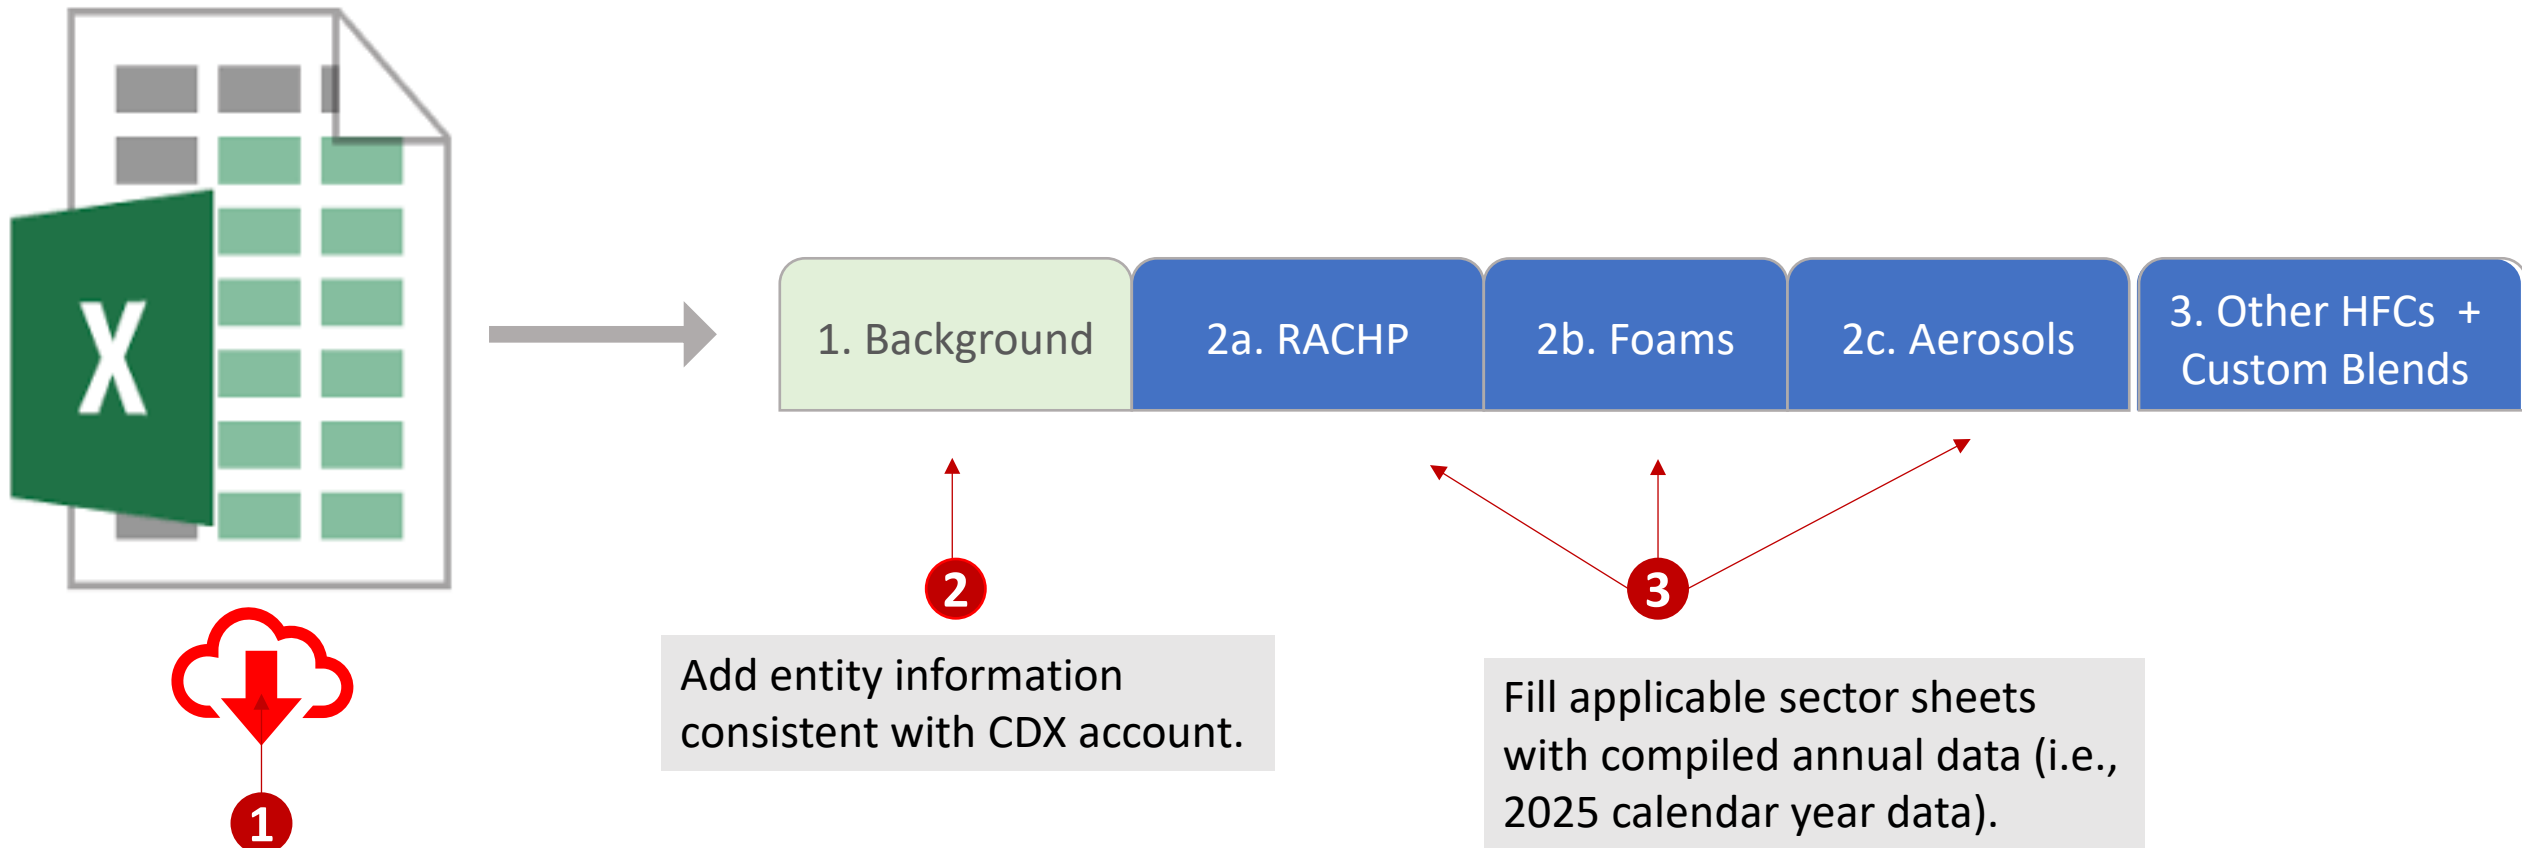 X
1. Background
2a. RACHP
2b. Foams
2c. Aerosols
3. Other HFCs +
Custom Blends
1
2
Add entity information
consistent with CDX account.
3
Fill applicable sector sheets
with compiled annual data (i.e.,
2025 calendar year data).